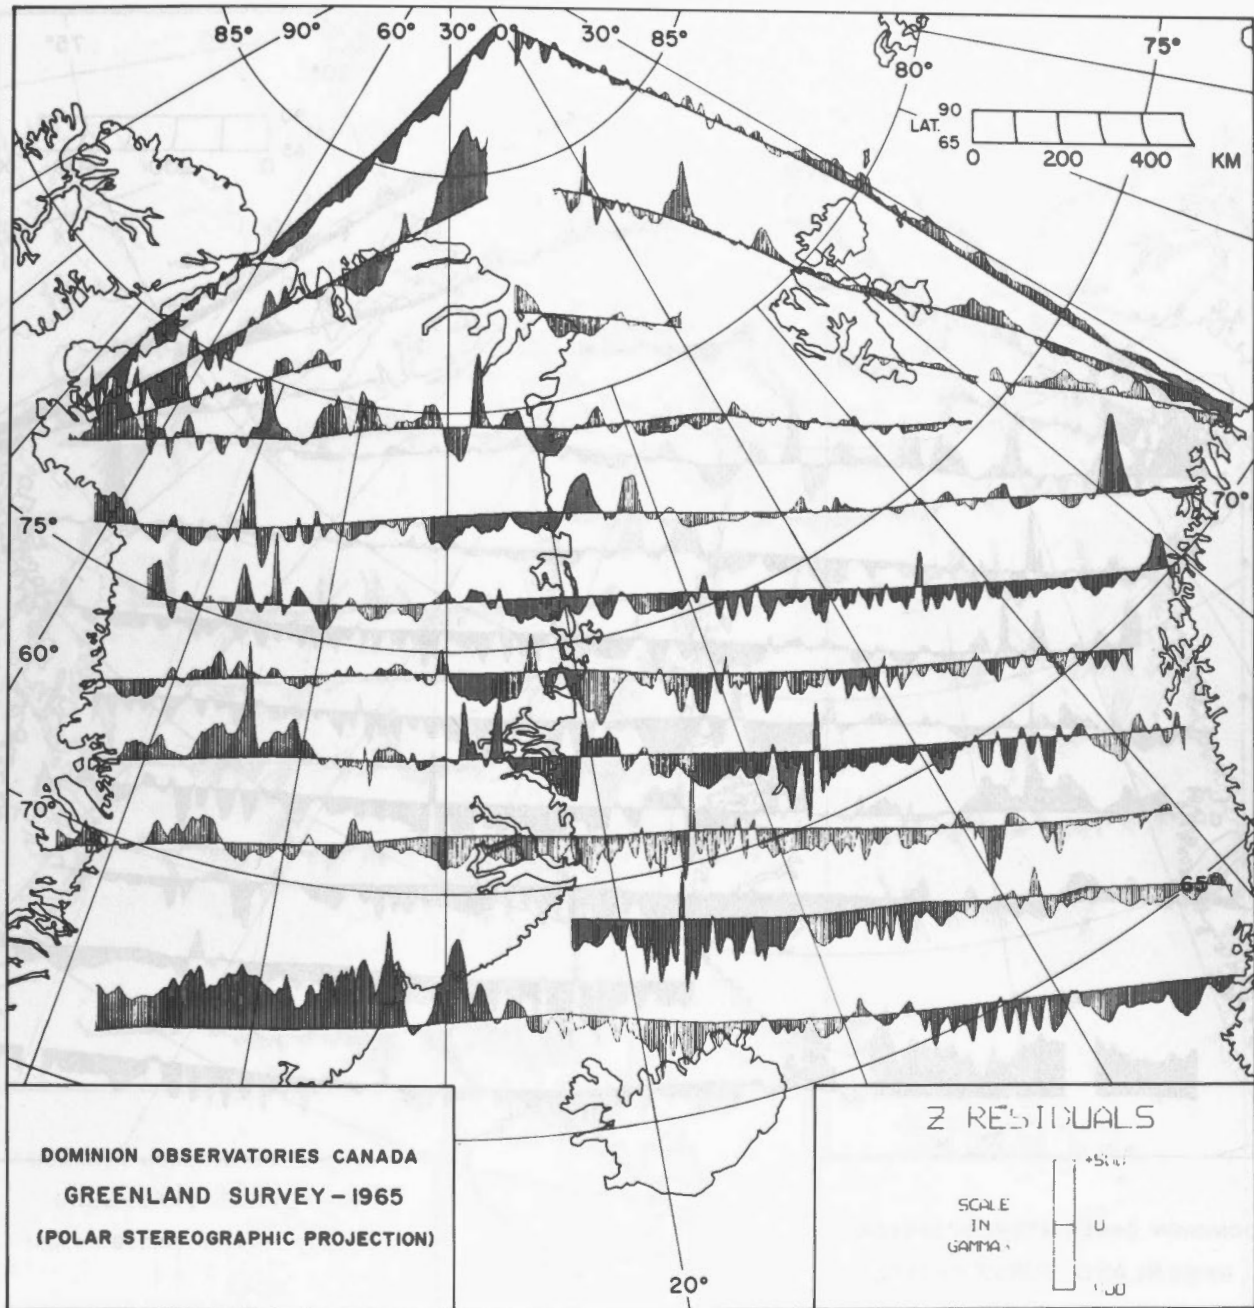 85° 90° 60° 30° 0° 30° 85° 75°
80°
90
LAT.
65
0 200 400 KM
70°
75°
60°
70°
65°
DOMINION OBSERVATORIES CANADA
GREENLAND SURVEY – 1965
(POLAR STEREOGRAPHIC PROJECTION)
Z RESIDUALS
SCALE
IN
GAMMA
0
20°